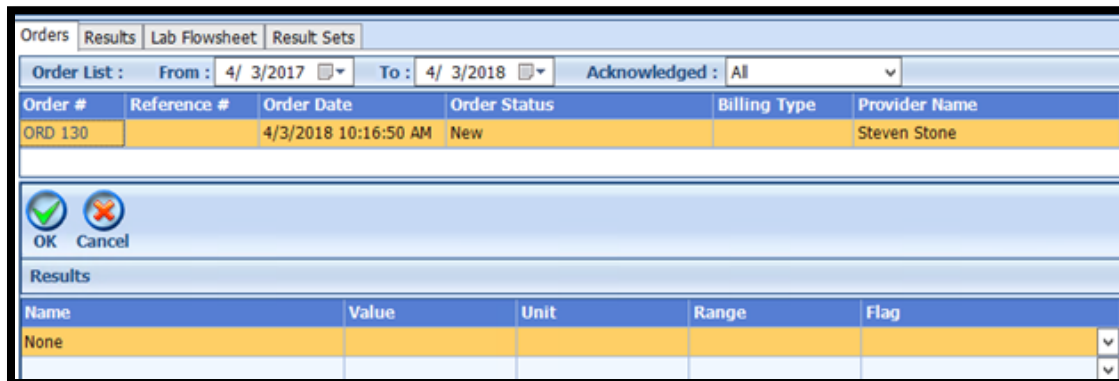 Orders Results Lab Flowsheet Result Sets
Order List : From : 4/ 3/2017 To : 4/ 3/2018 Acknowledged : All
Order # Reference # Order Date Order Status Billing Type Provider Name
ORD 130 4/3/2018 10:16:50 AM New Steven Stone
OK Cancel
Results
Name Value Unit Range Flag
None